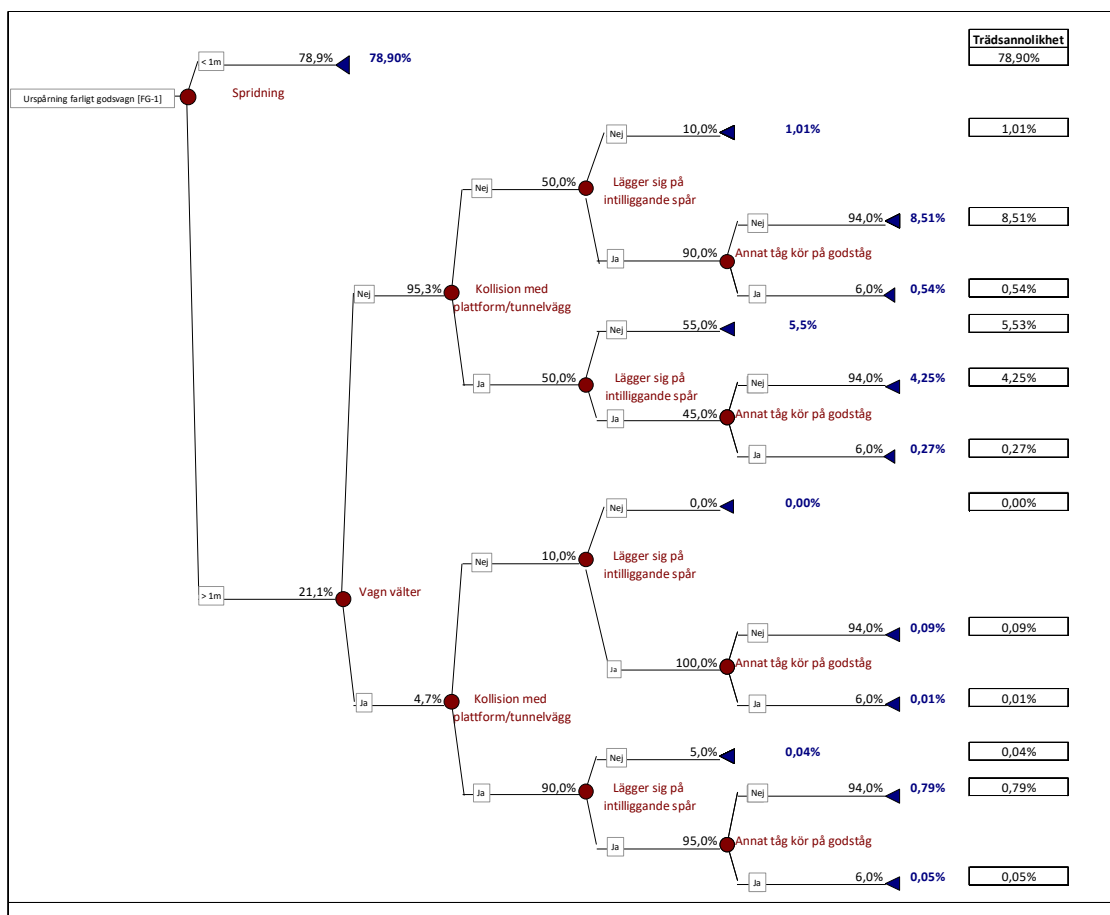 Trädsannolikhet
< 1m 78,9% 78,90% 78,90%
Urspårning farligt godsvagn [FG-1] Spridning
Nej 10,0% 1,01% 1,01%
Nej 50,0% Lägger sig på
intilliggande spår
Nej 94,0% 8,51% 8,51%
Ja 90,0% Annat tåg kör på godståg
Nej 95,3% Kollision med
plattform/tunnelvägg
Ja 6,0% 0,54% 0,54%
Nej 55,0% 5,5% 5,53%
Ja 50,0% Lägger sig på
intilliggande spår
Nej 94,0% 4,25% 4,25%
Ja 45,0% Annat tåg kör på godståg
Ja 6,0% 0,27% 0,27%
Nej 0,0% 0,00% 0,00%
Nej 10,0% Lägger sig på
intilliggande spår
> 1m 21,1% Vagn välter
Nej 94,0% 0,09% 0,09%
Ja 100,0% Annat tåg kör på godståg
Ja 4,7% Kollision med
plattform/tunnelvägg
Ja 6,0% 0,01% 0,01%
Nej 5,0% 0,04% 0,04%
Ja 90,0% Lägger sig på
intilliggande spår
Nej 94,0% 0,79% 0,79%
Ja 95,0% Annat tåg kör på godståg
Ja 6,0% 0,05% 0,05%